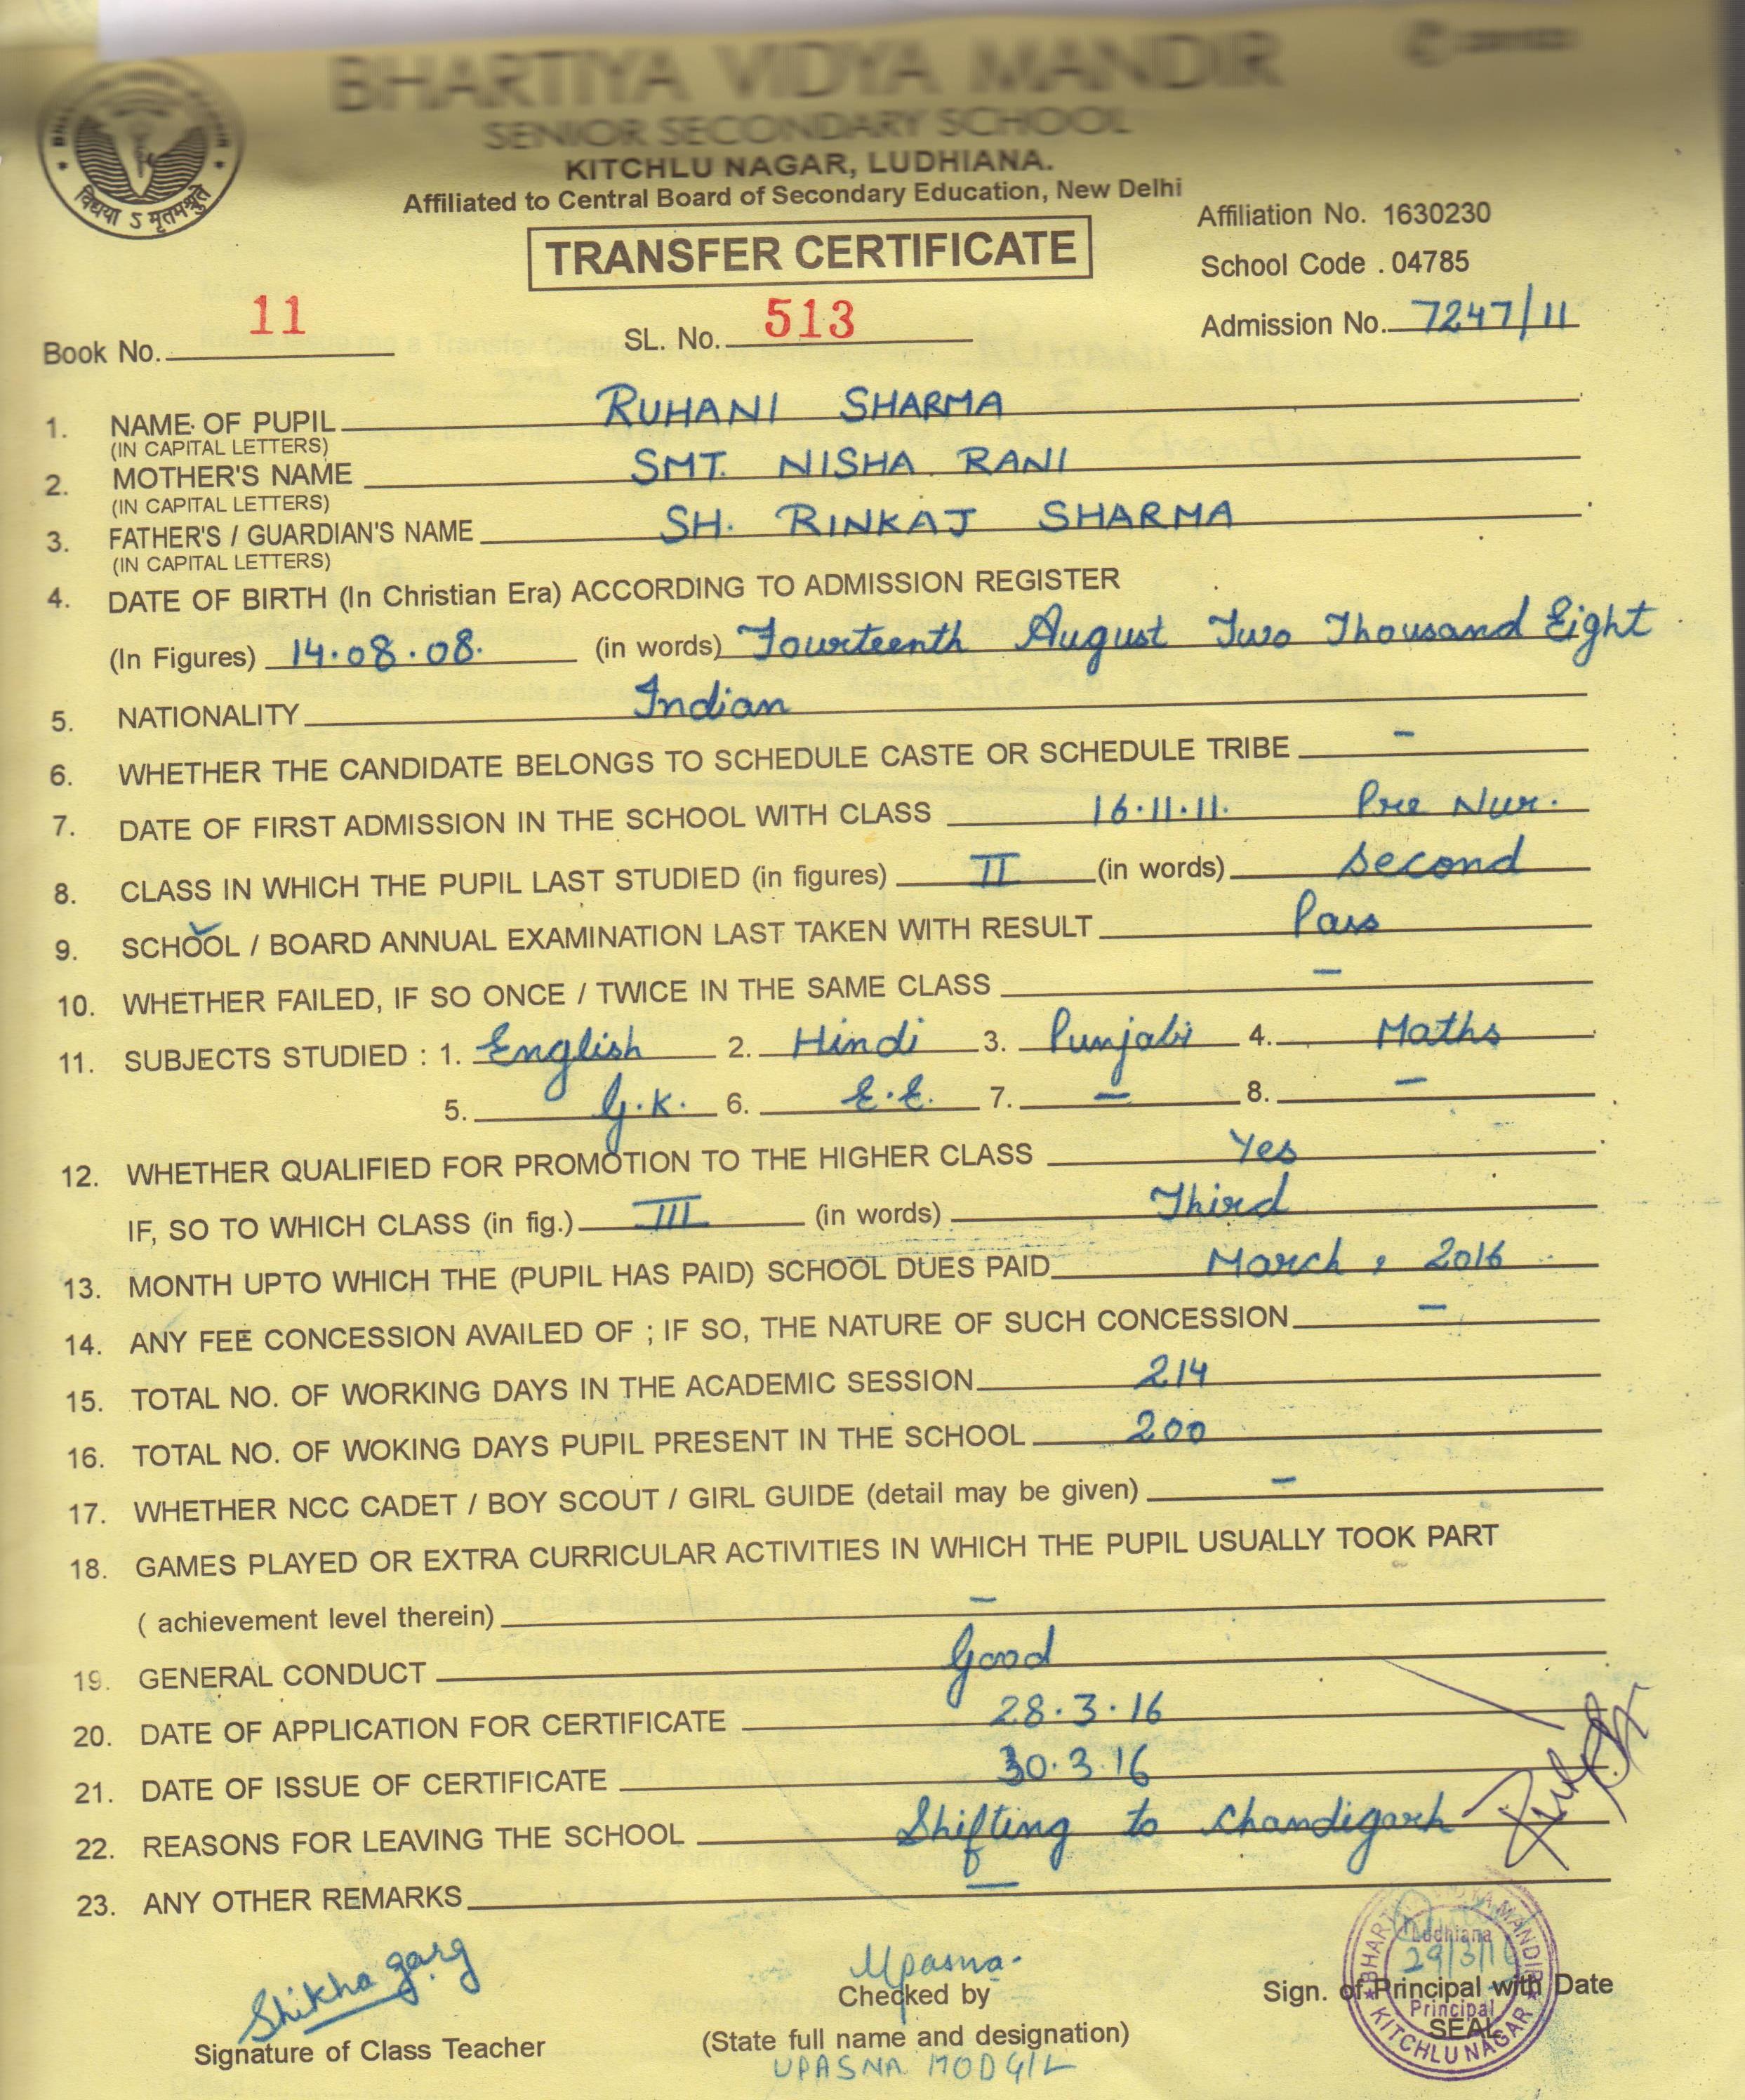 BHARTIYA VIDYA MANDIR
SENIOR SECONDARY SCHOOL
KITCHLU NAGAR, LUDHIANA.
Affiliated to Central Board of Secondary Education, New Delhi
विद्यया ऽ मृतमश्नुते
TRANSFER CERTIFICATE
Affiliation No. 1630230
School Code . 04785
Book No. 11 SL. No. 513 Admission No. 7247/11
1. NAME OF PUPIL RUHANI SHARMA
(IN CAPITAL LETTERS)
2. MOTHER'S NAME SMT. NISHA RANI
(IN CAPITAL LETTERS)
3. FATHER'S / GUARDIAN'S NAME SH. RINKAJ SHARMA
(IN CAPITAL LETTERS)
4. DATE OF BIRTH (In Christian Era) ACCORDING TO ADMISSION REGISTER
(In Figures) 14.08.08. (in words) Fourteenth August Two Thousand Eight
5. NATIONALITY Indian
6. WHETHER THE CANDIDATE BELONGS TO SCHEDULE CASTE OR SCHEDULE TRIBE –
7. DATE OF FIRST ADMISSION IN THE SCHOOL WITH CLASS 16.11.11. Pre Nur.
8. CLASS IN WHICH THE PUPIL LAST STUDIED (in figures) II (in words) Second
9. SCHOOL / BOARD ANNUAL EXAMINATION LAST TAKEN WITH RESULT Pass
10. WHETHER FAILED, IF SO ONCE / TWICE IN THE SAME CLASS –
11. SUBJECTS STUDIED : 1. English 2. Hindi 3. Punjabi 4. Maths
5. G.K. 6. E.E. 7. – 8. –
12. WHETHER QUALIFIED FOR PROMOTION TO THE HIGHER CLASS Yes
IF, SO TO WHICH CLASS (in fig.) III (in words) Third
13. MONTH UPTO WHICH THE (PUPIL HAS PAID) SCHOOL DUES PAID March, 2016
14. ANY FEE CONCESSION AVAILED OF ; IF SO, THE NATURE OF SUCH CONCESSION –
15. TOTAL NO. OF WORKING DAYS IN THE ACADEMIC SESSION 214
16. TOTAL NO. OF WOKING DAYS PUPIL PRESENT IN THE SCHOOL 200
17. WHETHER NCC CADET / BOY SCOUT / GIRL GUIDE (detail may be given) –
18. GAMES PLAYED OR EXTRA CURRICULAR ACTIVITIES IN WHICH THE PUPIL USUALLY TOOK PART
( achievement level therein) –
19. GENERAL CONDUCT Good
20. DATE OF APPLICATION FOR CERTIFICATE 28.3.16
21. DATE OF ISSUE OF CERTIFICATE 30.3.16
22. REASONS FOR LEAVING THE SCHOOL Shifting to Chandigarh
23. ANY OTHER REMARKS –
Shikha Garg
Signature of Class Teacher
Upasna
Checked by
(State full name and designation)
UPASNA MODGIL
Sign. of Principal with Date
SEAL
BHARTIYA VIDYA MANDIR
KITCHLU NAGAR
Ludhiana
29/3/16
Principal